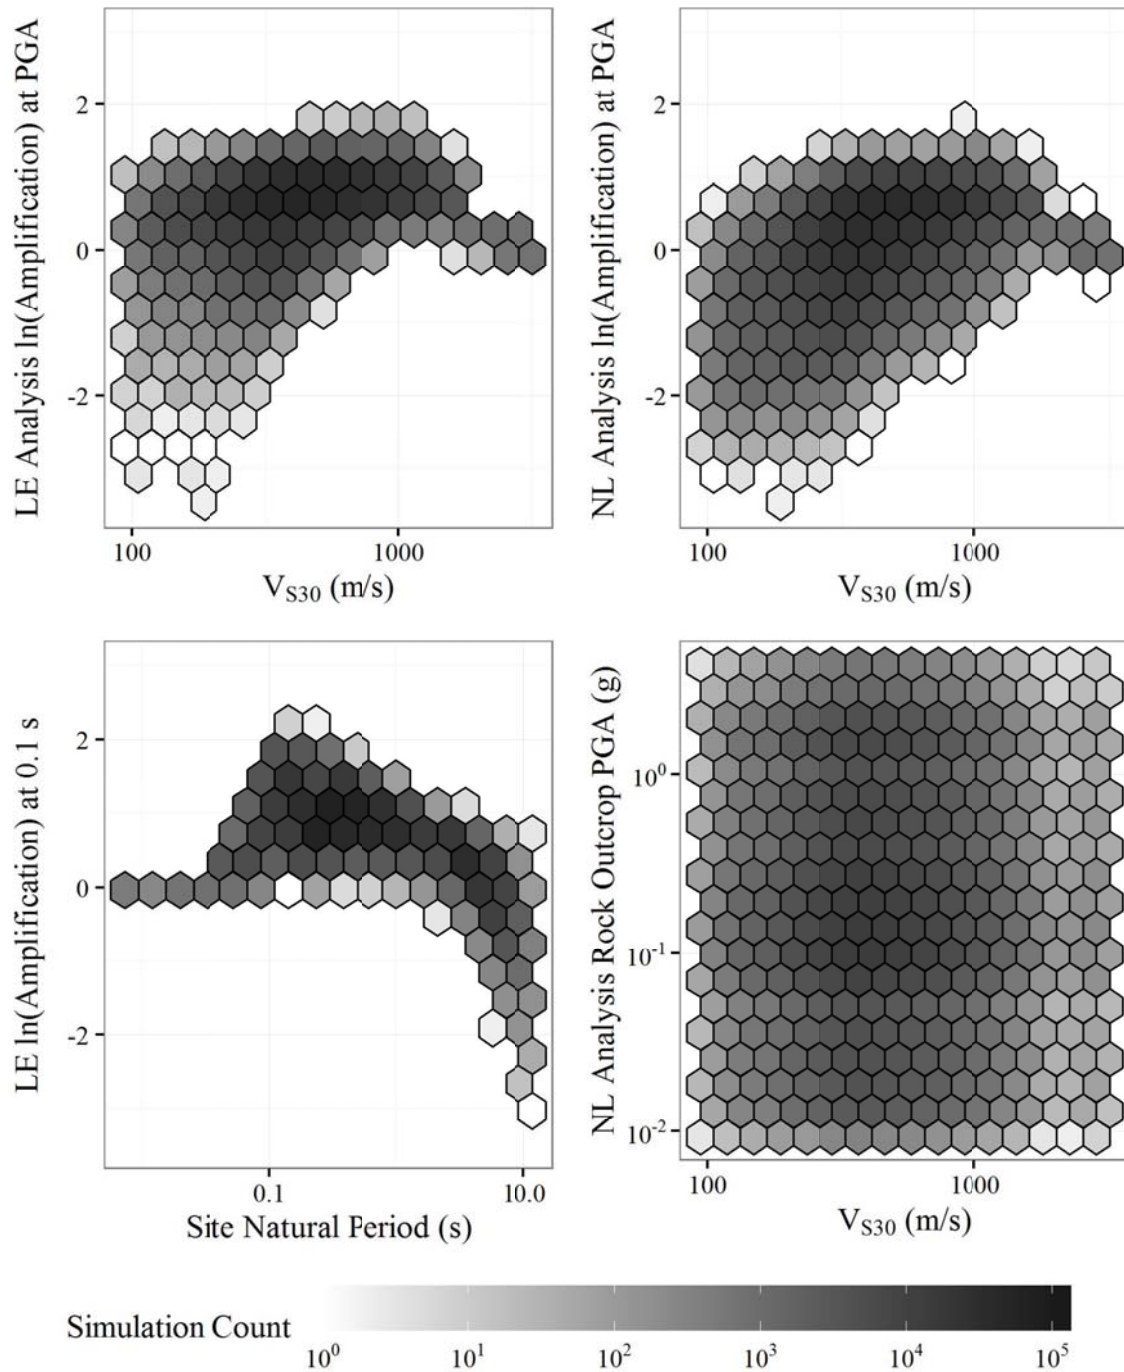 LE Analysis ln(Amplification) at PGA
2
0
-2
100
1000
V_S30 (m/s)
NL Analysis ln(Amplification) at PGA
2
0
-2
100
1000
V_S30 (m/s)
LE ln(Amplification) at 0.1 s
2
0
-2
0.1
10.0
Site Natural Period (s)
NL Analysis Rock Outcrop PGA (g)
10^0
10^-1
10^-2
100
1000
V_S30 (m/s)
Simulation Count
10^0
10^1
10^2
10^3
10^4
10^5